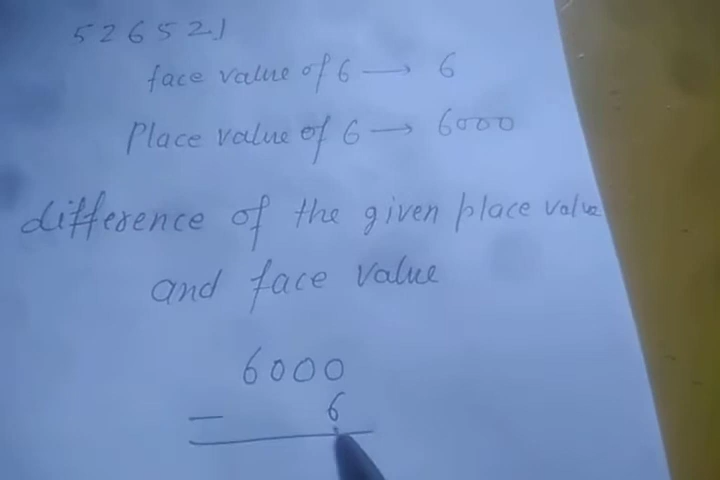 526521
face value of 6 → 6
Place value of 6 → 6000
difference of the given place value
and face value
6000
- 6